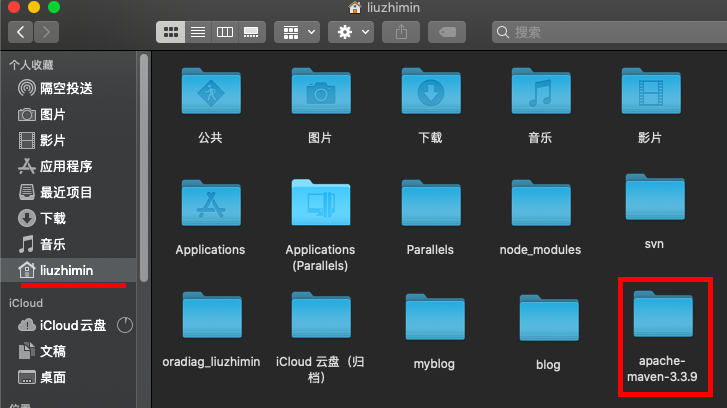 liuzhimin
搜索
个人收藏
隔空投送
图片
影片
应用程序
最近项目
下载
音乐
liuzhimin
iCloud
iCloud 云盘
文稿
桌面
公共
图片
下载
音乐
影片
Applications
Applications
(Parallels)
Parallels
node_modules
svn
oradiag_liuzhimin
iCloud 云盘（归
档）
myblog
blog
apache-
maven-3.3.9